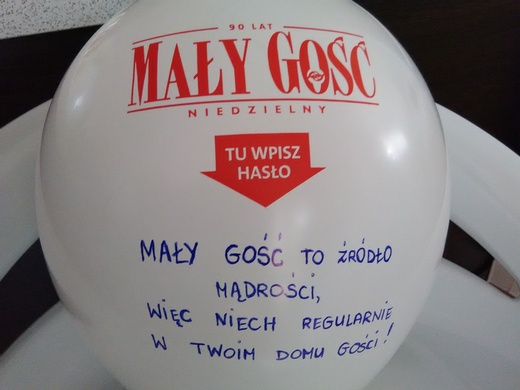 90 LAT
MAŁY GOŚĆ
NIEDZIELNY
TU WPISZ
HASŁO
MAŁY GOŚĆ TO ŹRÓDŁO
MĄDROŚCI,
WIĘC NIECH REGULARNIE
W TWOIM DOMU GOŚCI!